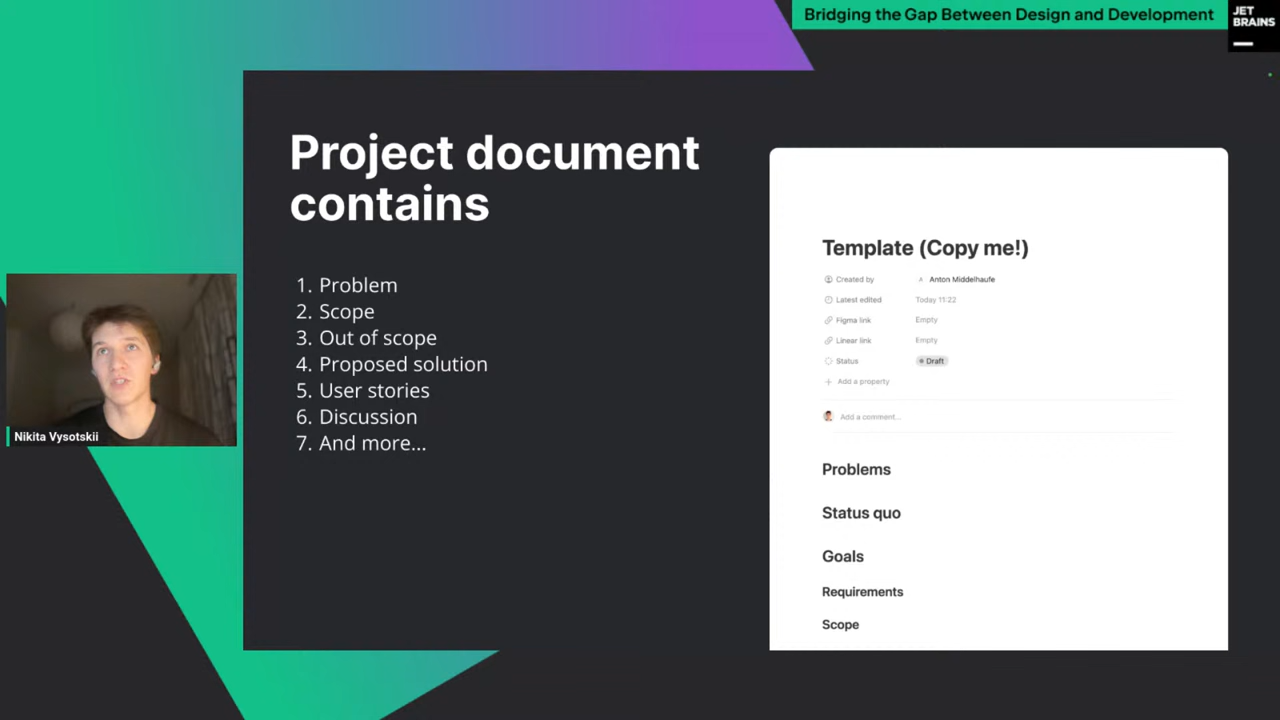 Bridging the Gap Between Design and Development
JET
BRAINS
Project document
contains
1. Problem
2. Scope
3. Out of scope
4. Proposed solution
5. User stories
6. Discussion
7. And more...
Nikita Vysotskii
Template (Copy me!)
Created by Anton Middelhaufe
Latest edited Today 11:22
Figma link Empty
Linear link Empty
Status Draft
Add a property
Add a comment...
Problems
Status quo
Goals
Requirements
Scope